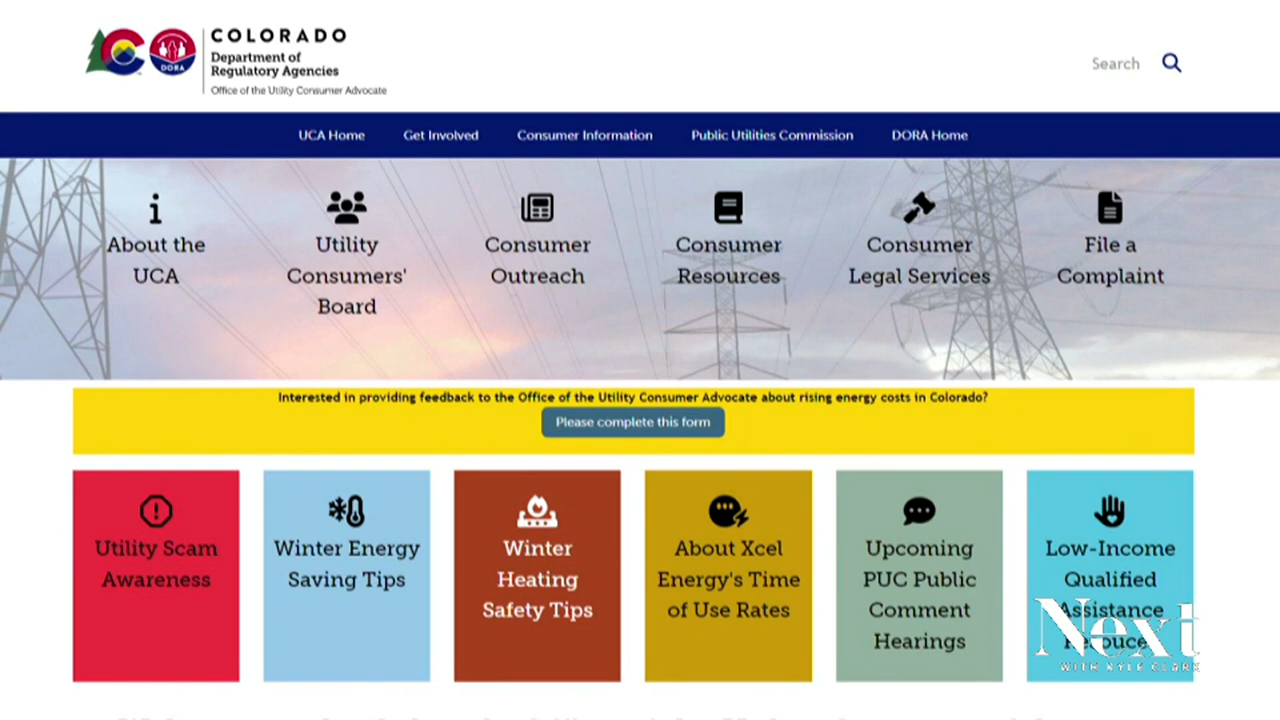 COLORADO
Department of
Regulatory Agencies
Office of the Utility Consumer Advocate
DORA
Search
UCA Home
Get Involved
Consumer Information
Public Utilities Commission
DORA Home
About the
UCA
Utility
Consumers'
Board
Consumer
Outreach
Consumer
Resources
Consumer
Legal Services
File a
Complaint
Interested in providing feedback to the Office of the Utility Consumer Advocate about rising energy costs in Colorado?
Please complete this form
Utility Scam
Awareness
Winter Energy
Saving Tips
Winter
Heating
Safety Tips
About Xcel
Energy's Time
of Use Rates
Upcoming
PUC Public
Comment
Hearings
Low-Income
Qualified
Assistance
Next
WITH KYLE CLARK